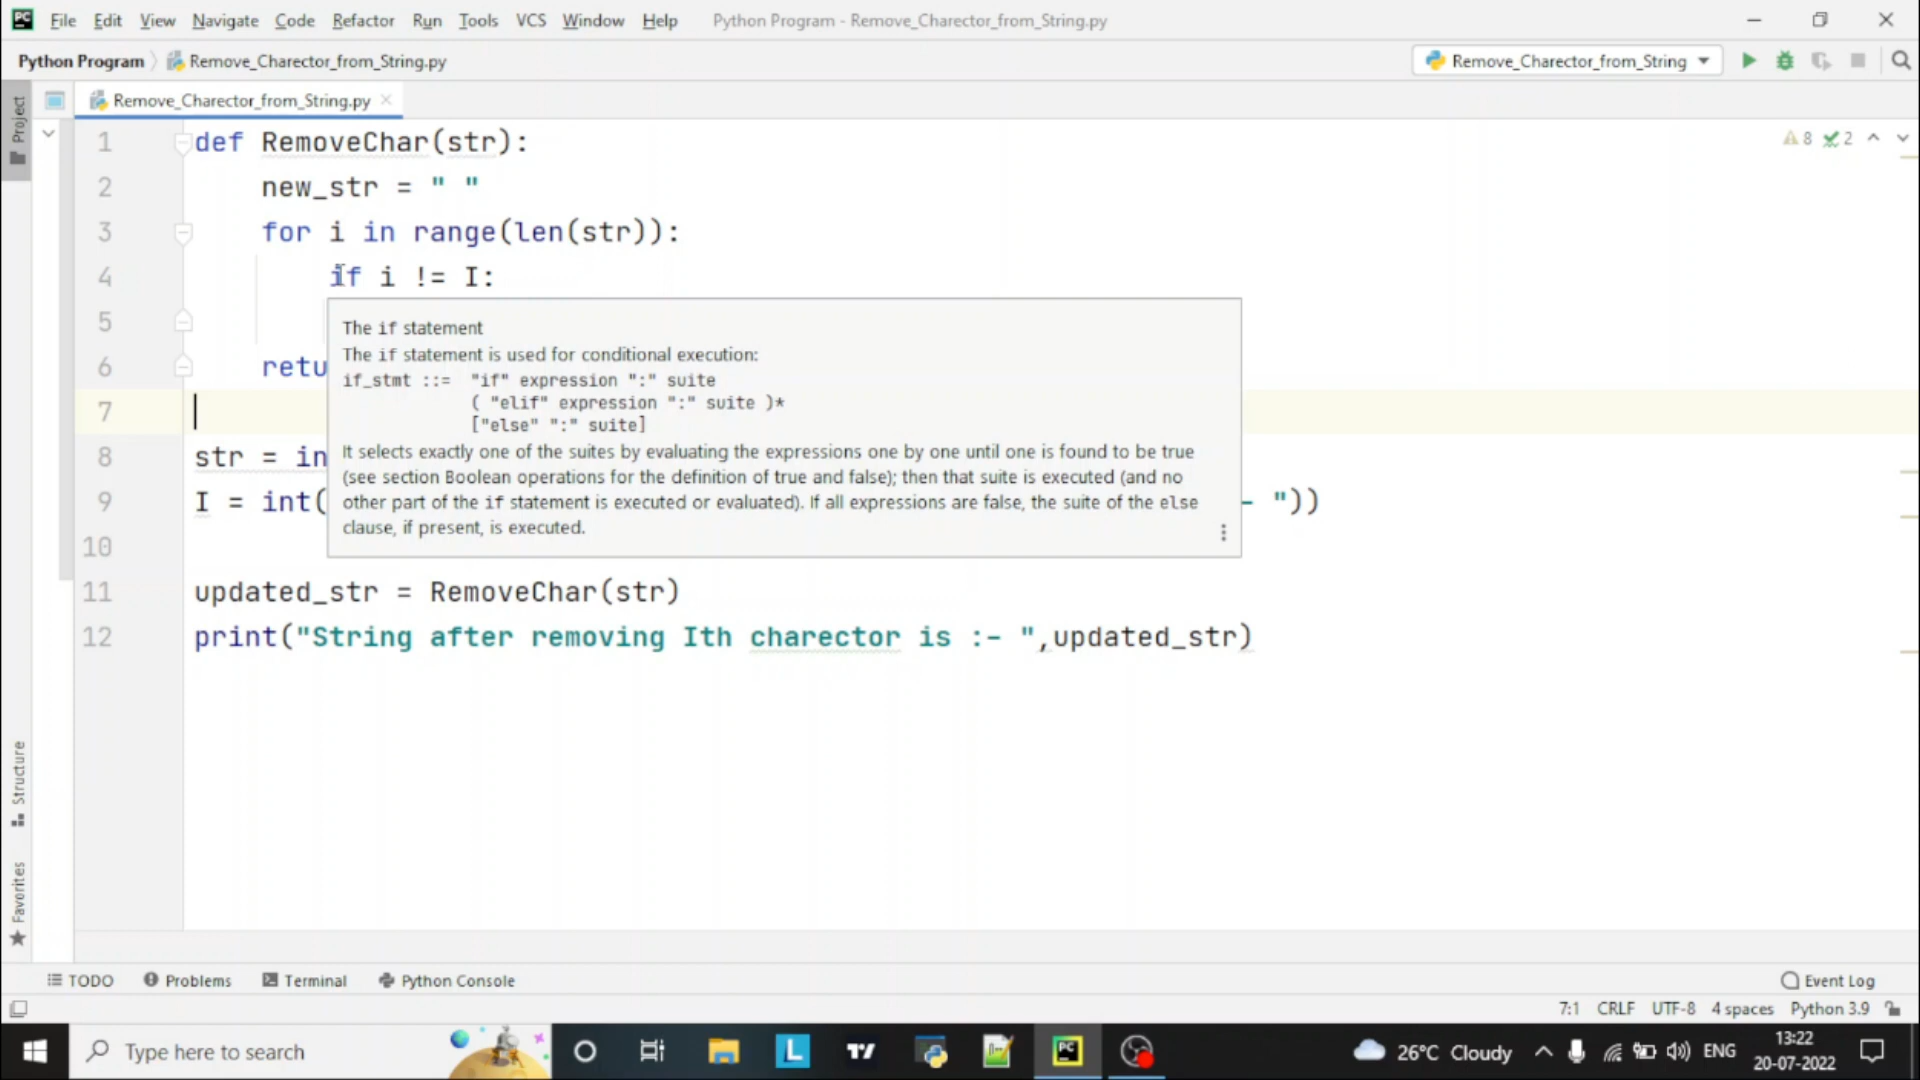 PC File Edit View Navigate Code Refactor Run Tools VCS Window Help Python Program - Remove_Charector_from_String.py
Python Program Remove_Charector_from_String.py Remove_Charector_from_String
Project Remove_Charector_from_String.py
1 def RemoveChar(str): 8 2
2 new_str = " "
3 for i in range(len(str)):
4 if i != I:
5
The if statement
The if statement is used for conditional execution:
if_stmt ::= "if" expression ":" suite
( "elif" expression ":" suite )*
["else" ":" suite]
It selects exactly one of the suites by evaluating the expressions one by one until one is found to be true
(see section Boolean operations for the definition of true and false); then that suite is executed (and no
other part of the if statement is executed or evaluated). If all expressions are false, the suite of the else
clause, if present, is executed.
6 retu
7
8 str = in
9 I = int( - "))
10
11 updated_str = RemoveChar(str)
12 print("String after removing Ith charector is :- ",updated_str)
Structure
Favorites
TODO Problems Terminal Python Console Event Log
7:1 CRLF UTF-8 4 spaces Python 3.9
Type here to search L PC 26°C Cloudy ENG 13:22
20-07-2022